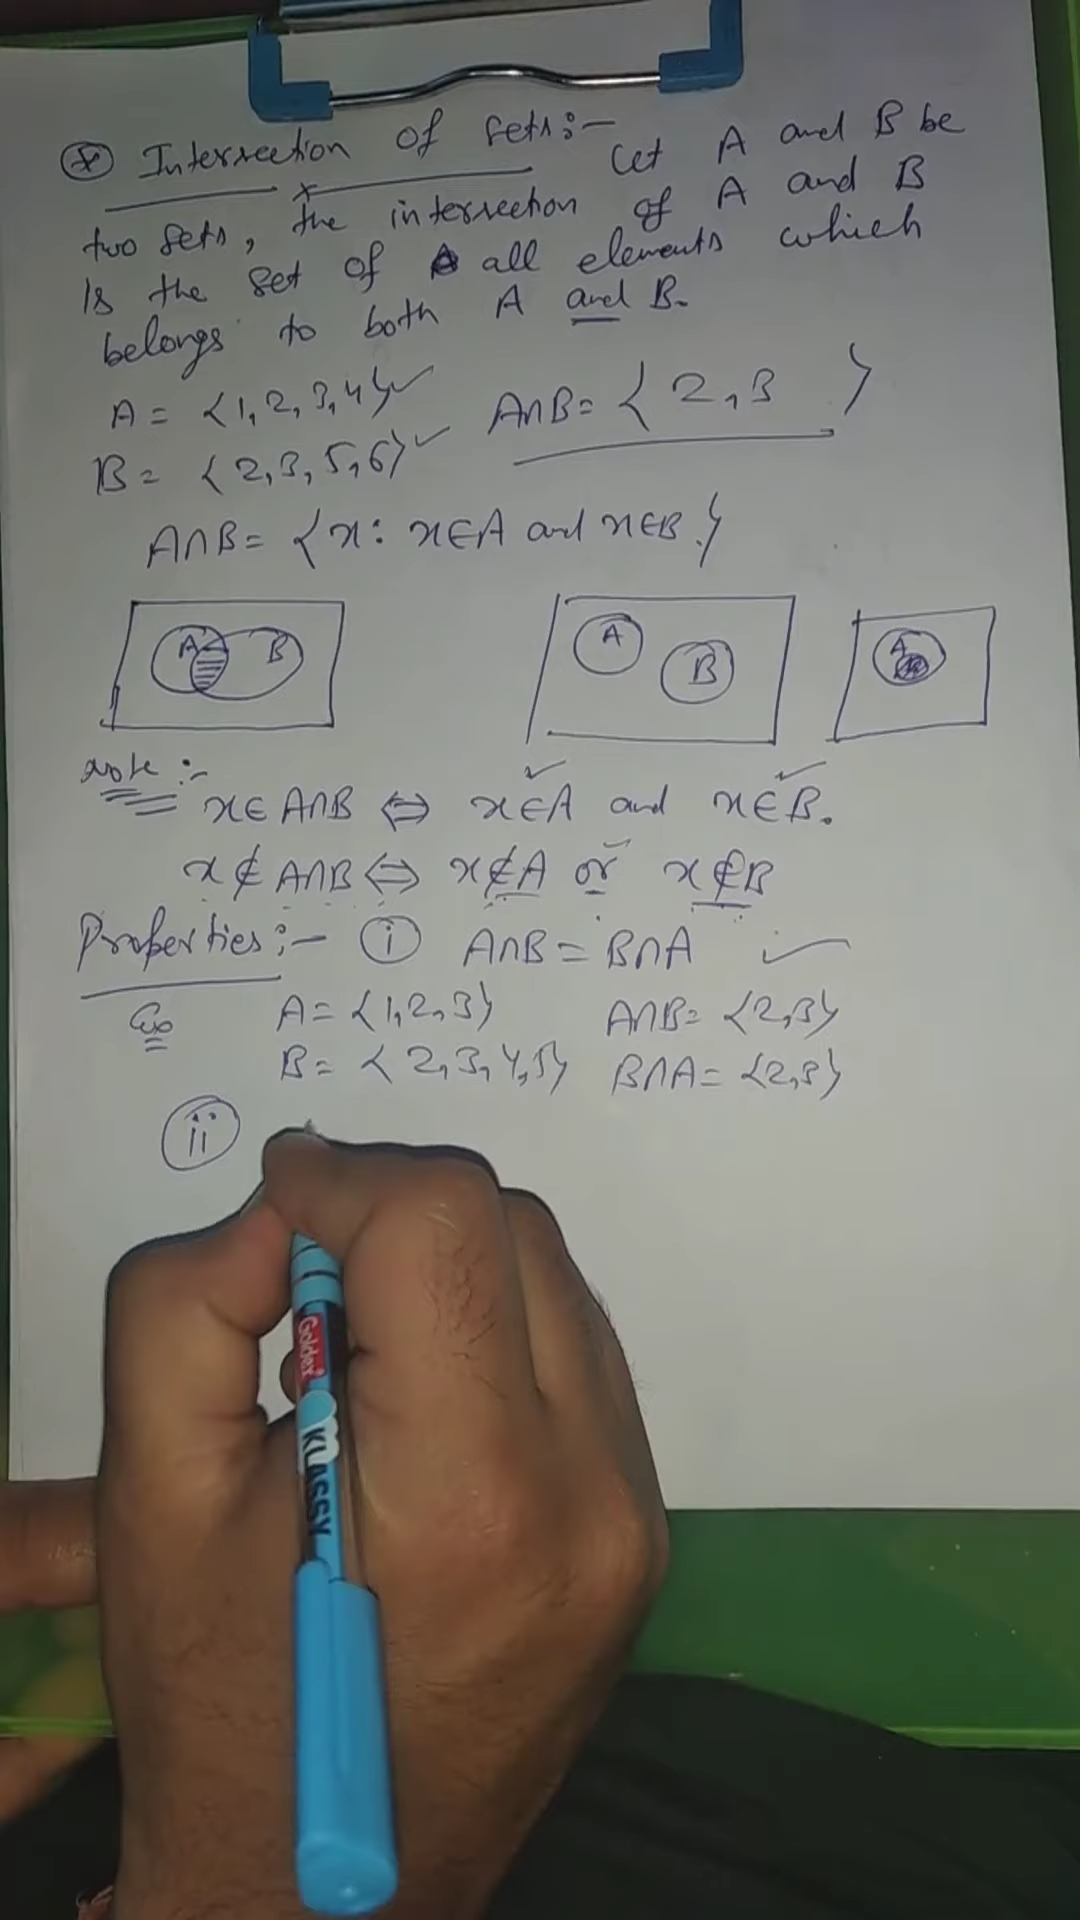 * Intersection of sets:- Let A and B be
two sets, the intersection of A and B
is the set of all elements which
belongs to both A and B.
A = {1,2,3,4} ✓ A∩B = {2,3 }
B = {2,3,5,6} ✓
A∩B = {x: x∈A and x∈B.}
A B A B A
Note:-
x∈A∩B ⇔ x∈A and x∈B.
x∉A∩B ⇔ x∉A or x∉B
Properties:- (i) A∩B = B∩A ✓
A = {1,2,3} A∩B = {2,3}
B = {2,3,4,5} B∩A = {2,3}
(ii)
Goldex KLASSY